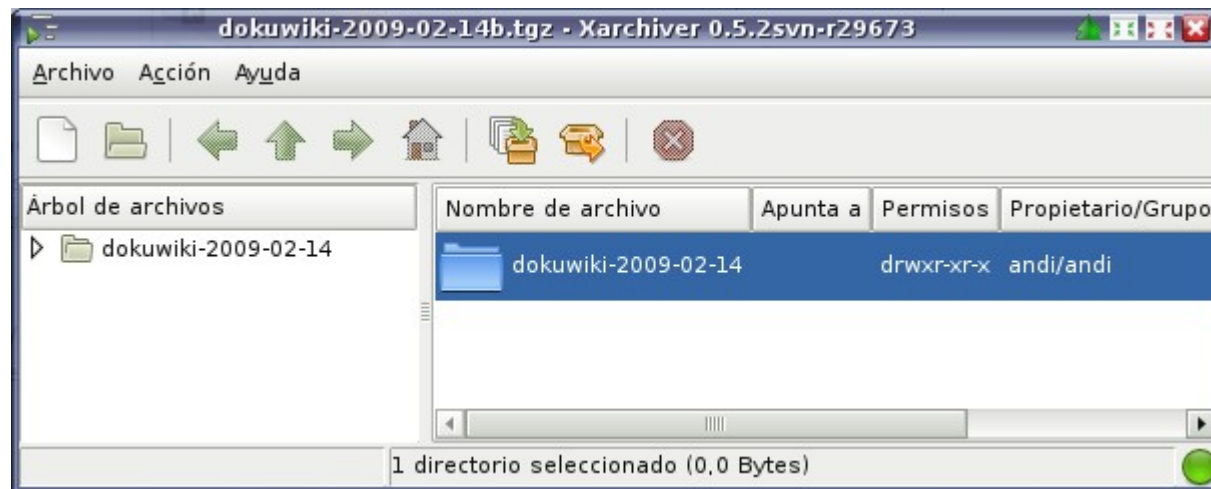 dokuwiki-2009-02-14b.tgz - Xarchiver 0.5.2svn-r29673
Archivo Acción Ayuda
Árbol de archivos
dokuwiki-2009-02-14
Nombre de archivo Apunta a Permisos Propietario/Grupo
dokuwiki-2009-02-14 drwxr-xr-x andi/andi
1 directorio seleccionado (0,0 Bytes)